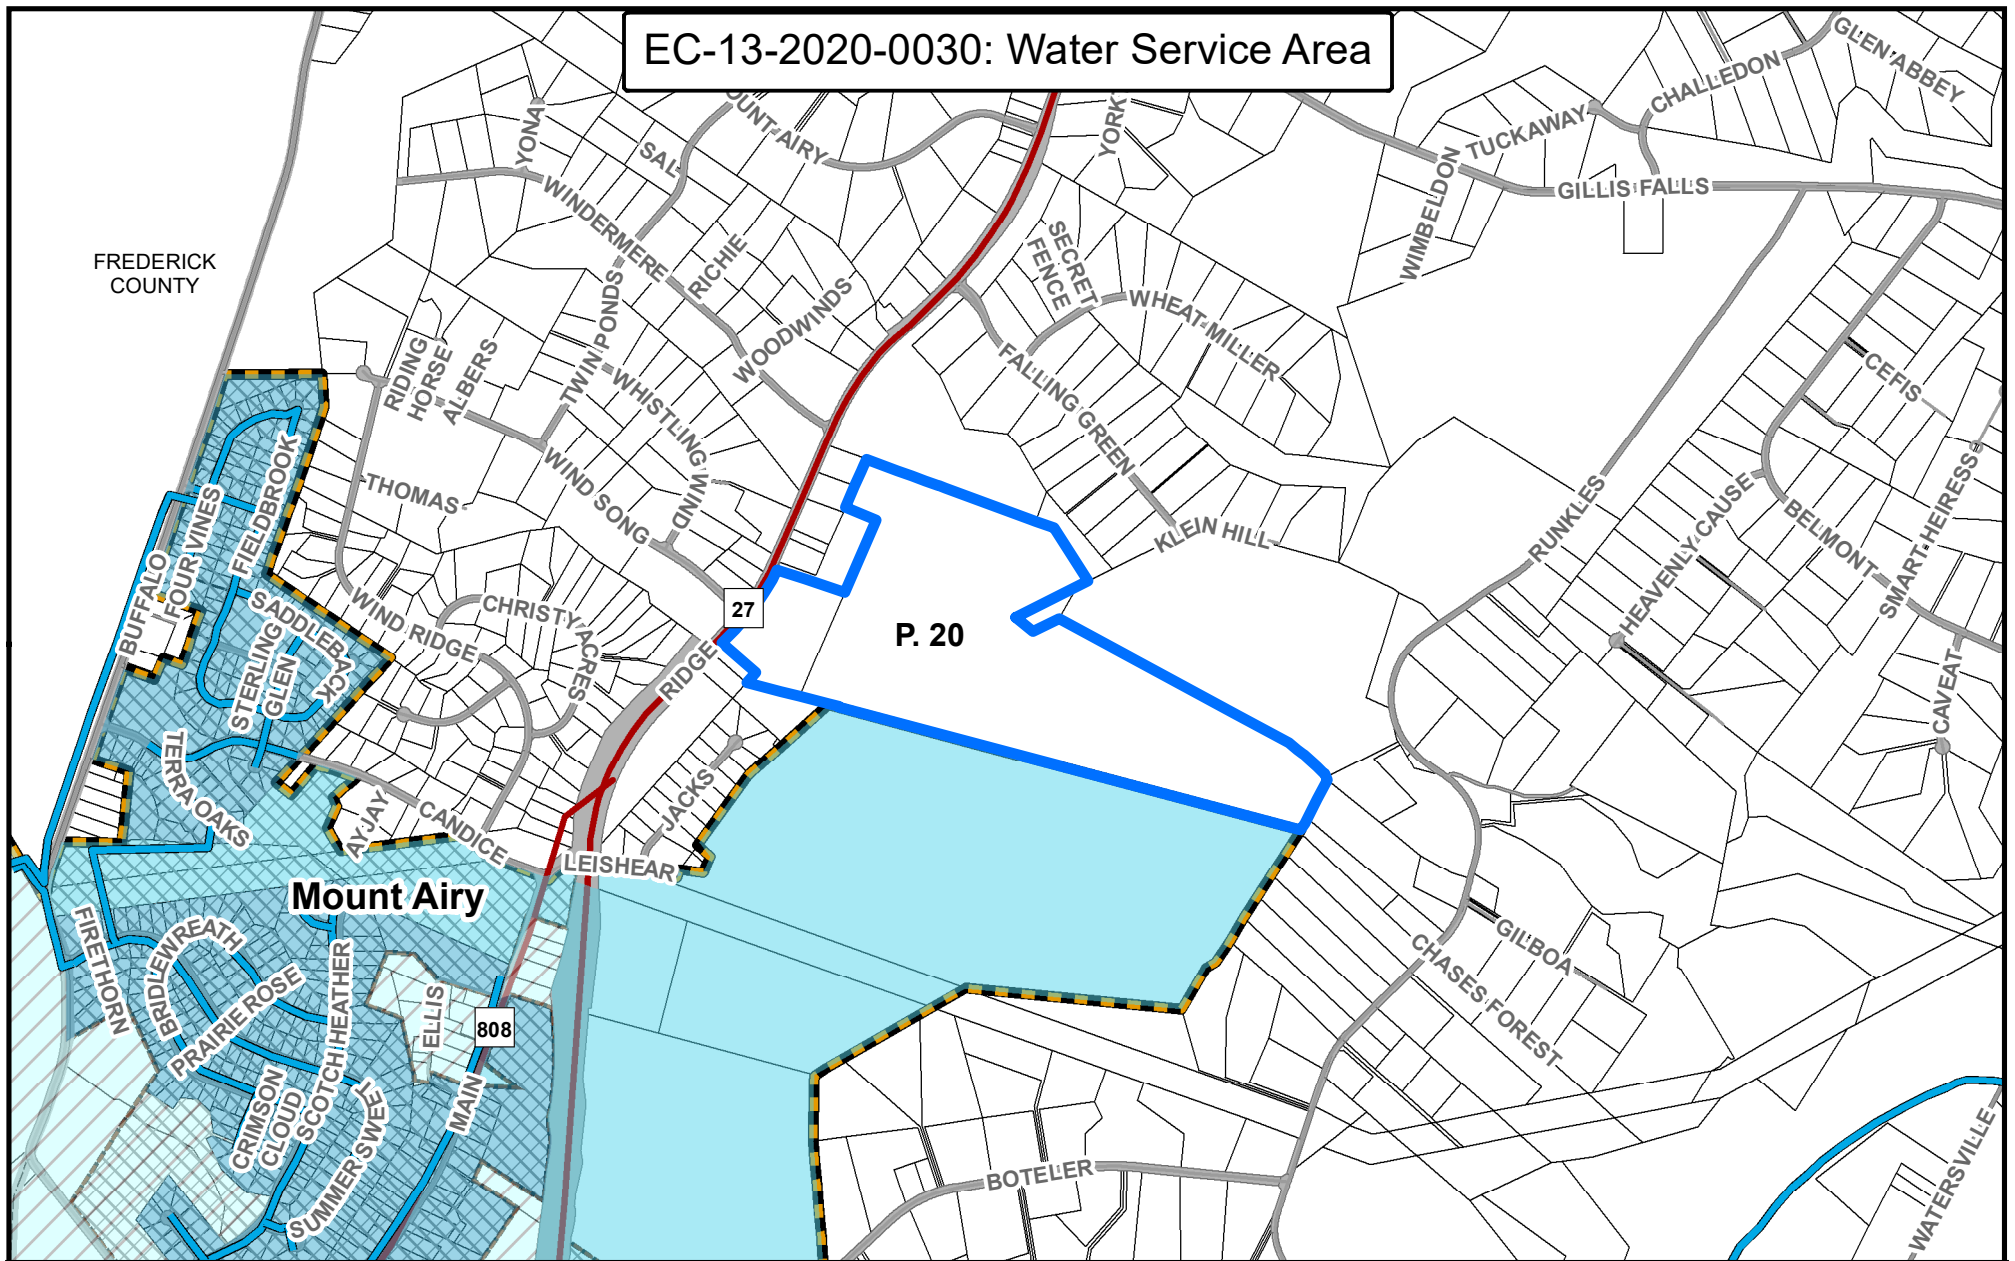 EC-13-2020-0030: Water Service Area
GLEN ABBEY
CHALLEDON
TUCKAWAY
YORK
OUNT AIRY
YONA
SAL
GILLIS FALLS
WIMBELDON
WINDERMERE
RICHIE
SECRET
FENCE
FREDERICK
COUNTY
WHEAT MILLER
WOODWINDS
TWIN PONDS
RIDING
HORSE
ALBERS
FALLING GREEN
CEFIS
WHISTLING WIND
FIELDBROOK
THOMAS
WIND SONG
FOUR VINES
KLEIN HILL
RUNKLES
HEAVENLY CAUSE
BELMONT
SMART HEIRESS
BUFFALO
SADDLEBACK
WIND RIDGE
CHRISTY ACRES
27
P. 20
STERLING
GLEN
RIDGE
CAVEAT
TERRA OAKS
AYJAY
CANDICE
JACKS
LEISHEAR
Mount Airy
FIRETHORN
BRIDLEWREATH
PRAIRIE ROSE
SCOTCH HEATHER
ELLIS
808
GILBOA
CHASES FOREST
CRIMSON
CLOUD
SUMMER SWEET
MAIN
BOTELER
WATERSVILLE